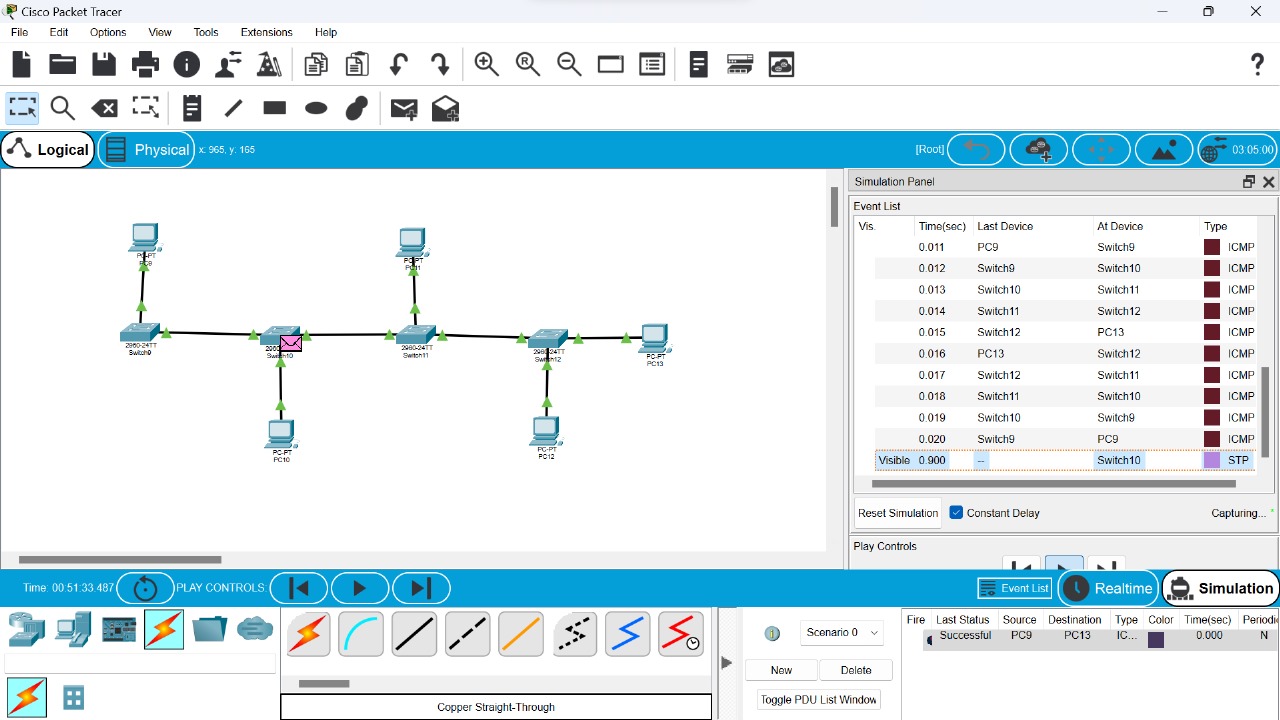 Cisco Packet Tracer
File Edit Options View Tools Extensions Help
Logical Physical x: 965, y: 165 [Root] 03:05:00
Simulation Panel
Event List
Vis. Time(sec) Last Device At Device Type
0.011 PC9 Switch9 ICMP
0.012 Switch9 Switch10 ICMP
0.013 Switch10 Switch11 ICMP
0.014 Switch11 Switch12 ICMP
0.015 Switch12 PC13 ICMP
0.016 PC13 Switch12 ICMP
0.017 Switch12 Switch11 ICMP
0.018 Switch11 Switch10 ICMP
0.019 Switch10 Switch9 ICMP
0.020 Switch9 PC9 ICMP
Visible 0.900 -- Switch10 STP
Reset Simulation Constant Delay Capturing...
Play Controls
PC-PT
PC9
PC-PT
PC11
2960-24TT
Switch9
Switch10
2960-24TT
Switch11
2960-24TT
Switch12
PC-PT
PC13
PC-PT
PC10
PC-PT
PC12
Time: 00:51:33.487 PLAY CONTROLS: Event List Realtime Simulation
Scenario 0
New Delete
Toggle PDU List Window
Fire Last Status Source Destination Type Color Time(sec) Periodi
Successful PC9 PC13 IC... 0.000 N
Copper Straight-Through